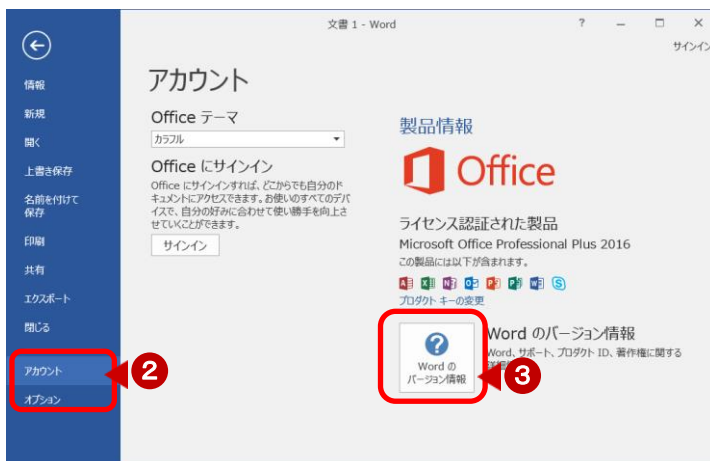 文書 1 - Word
?
サインイン
情報
新規
開く
上書き保存
名前を付けて
保存
印刷
共有
エクスポート
閉じる
アカウント
オプション
2
アカウント
Office テーマ
カラフル
Office にサインイン
Office にサインインすれば、どこからでも自分のド
キュメントにアクセスできます。お使いのすべてのデバ
イスで、自分の好みに合わせて使い勝手を向上さ
せていくことができます。
サインイン
製品情報
Office
ライセンス認証された製品
Microsoft Office Professional Plus 2016
この製品には以下が含まれます。
プロダクト キーの変更
?
Word の
バージョン情報
Word のバージョン情報
Word、サポート、プロダクト ID、著作権に関する
3